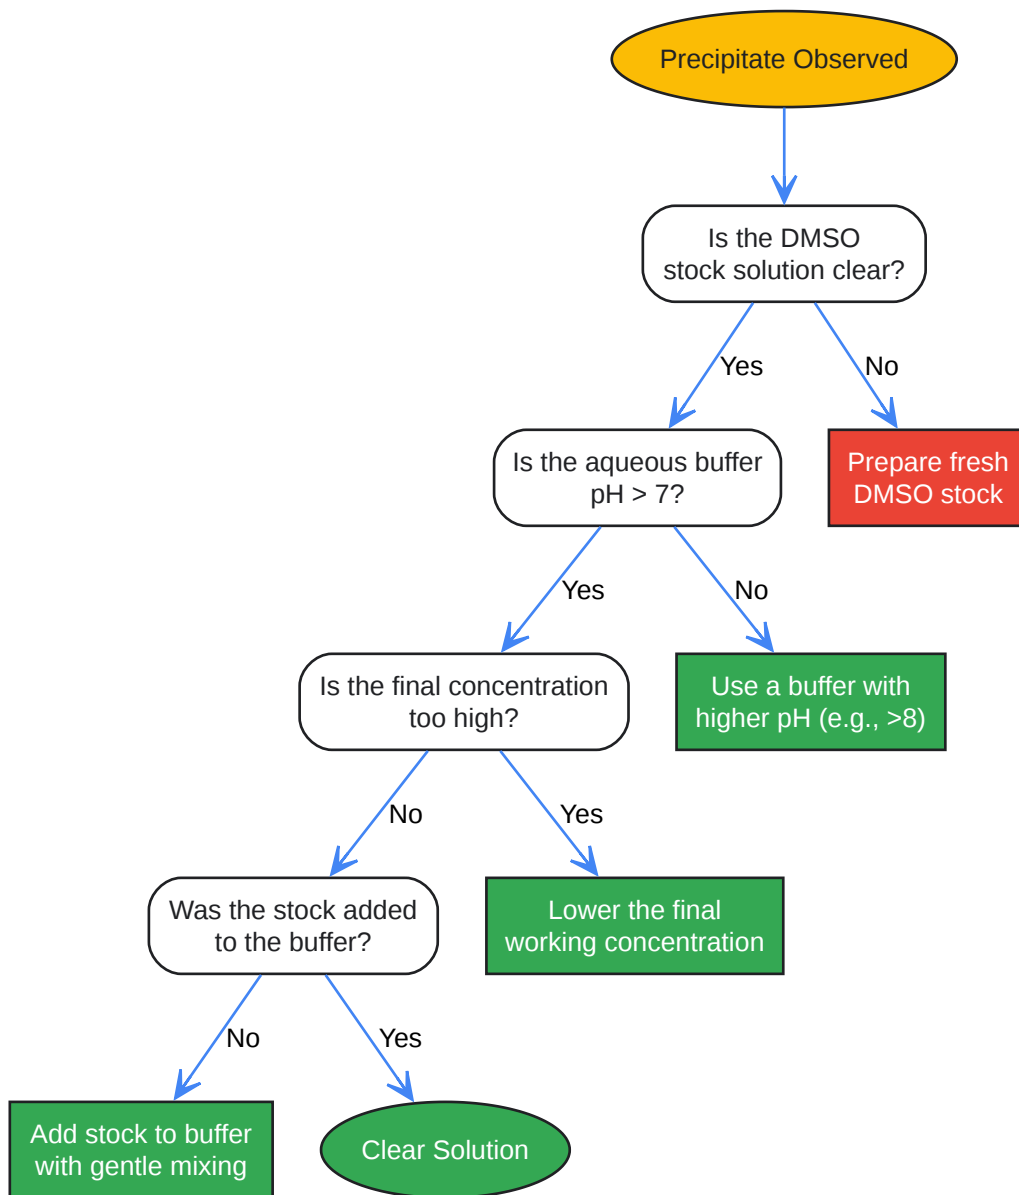 Precipitate Observed
Is the DMSO
stock solution clear?
Yes
No
Is the aqueous buffer
pH > 7?
Prepare fresh
DMSO stock
Yes
No
Is the final concentration
too high?
Use a buffer with
higher pH (e.g., >8)
No
Yes
Was the stock added
to the buffer?
Lower the final
working concentration
No
Yes
Add stock to buffer
with gentle mixing
Clear Solution